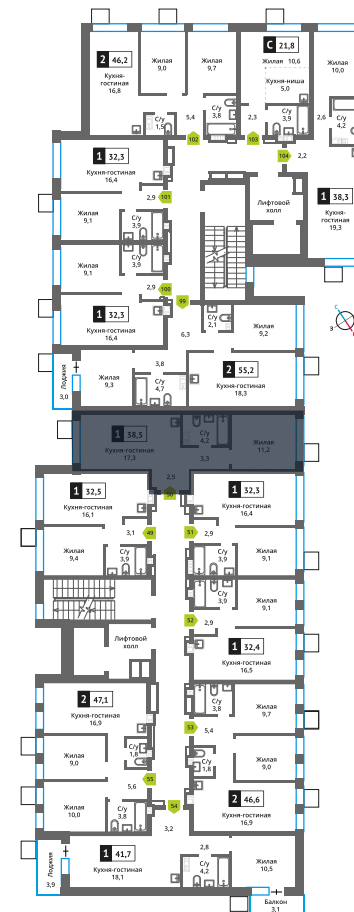 2 46,2
Кухня-
гостиная
16,8
Жилая
9,0
Жилая
9,7
С/у
1,5
5,4
С/у
3,8
102
С 21,8
Жилая 10,6
Кухня-ниша
5,0
2,3
С/у
3,9
103
Жилая
10,0
2,6
С/у
4,2
104
2,2
1 38,3
Кухня-
гостиная
19,3
1 32,3
Кухня-гостиная
16,4
2,9
101
Жилая
9,1
С/у
3,9
Лифтовой
холл
Жилая
9,1
С/у
3,9
2,9
100
1 32,3
Кухня-гостиная
16,4
99
6,3
С/у
2,1
Жилая
9,2
З
С
Лоджия
3,0
Жилая
9,3
3,8
С/у
4,7
2 55,2
Кухня-гостиная
18,3
1 38,5
Кухня-гостиная
17,3
С/у
4,2
3,3
Жилая
11,2
2,5
50
1 32,5
Кухня-гостиная
16,1
3,1
49
Жилая
9,4
С/у
3,9
1 32,3
Кухня-гостиная
16,4
51
2,9
С/у
3,9
Жилая
9,1
С/у
3,9
Жилая
9,1
52
2,9
1 32,4
Кухня-гостиная
16,5
Лифтовой
холл
2 47,1
Кухня-гостиная
16,9
С/у
1,8
Жилая
9,0
5,6
55
Жилая
10,0
С/у
3,8
С/у
3,8
Жилая
9,7
53
5,4
С/у
1,8
Жилая
9,0
2 46,6
Кухня-гостиная
16,9
54
3,2
Лоджия
3,9
1 41,7
Кухня-гостиная
18,1
2,8
С/у
4,2
Жилая
10,5
Балкон
3,1